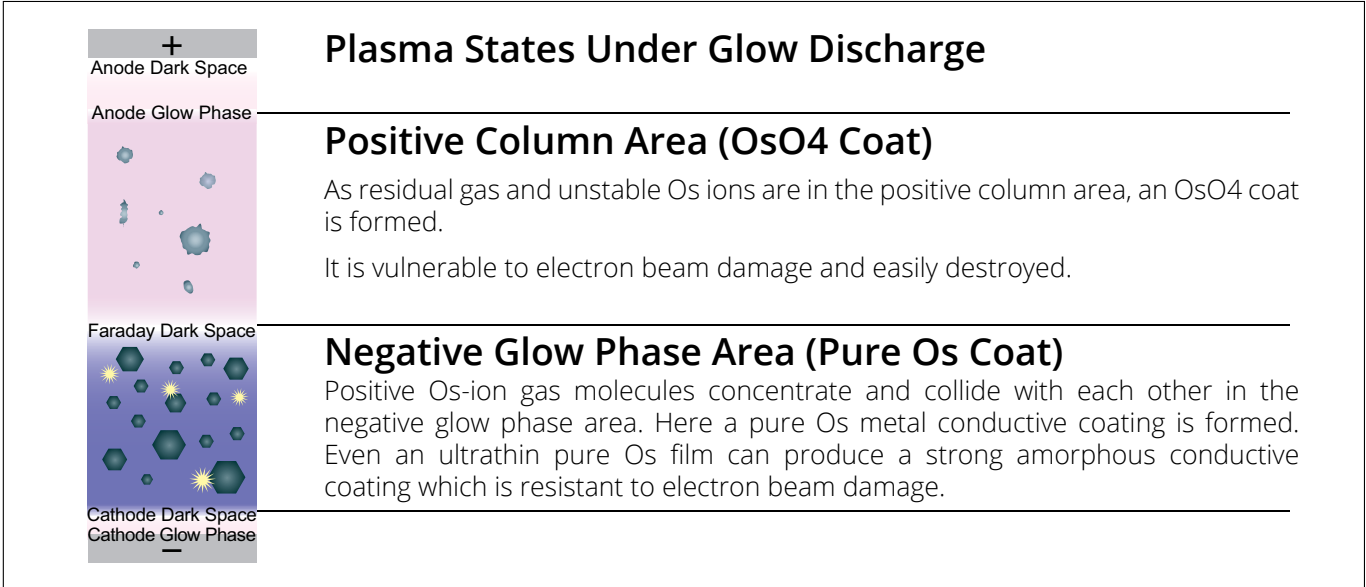 +
Anode Dark Space
Anode Glow Phase
Faraday Dark Space
Cathode Dark Space
Cathode Glow Phase
–
Plasma States Under Glow Discharge
Positive Column Area (OsO4 Coat)
As residual gas and unstable Os ions are in the positive column area, an OsO4 coat
is formed.
It is vulnerable to electron beam damage and easily destroyed.
Negative Glow Phase Area (Pure Os Coat)
Positive Os-ion gas molecules concentrate and collide with each other in the
negative glow phase area. Here a pure Os metal conductive coating is formed.
Even an ultrathin pure Os film can produce a strong amorphous conductive
coating which is resistant to electron beam damage.